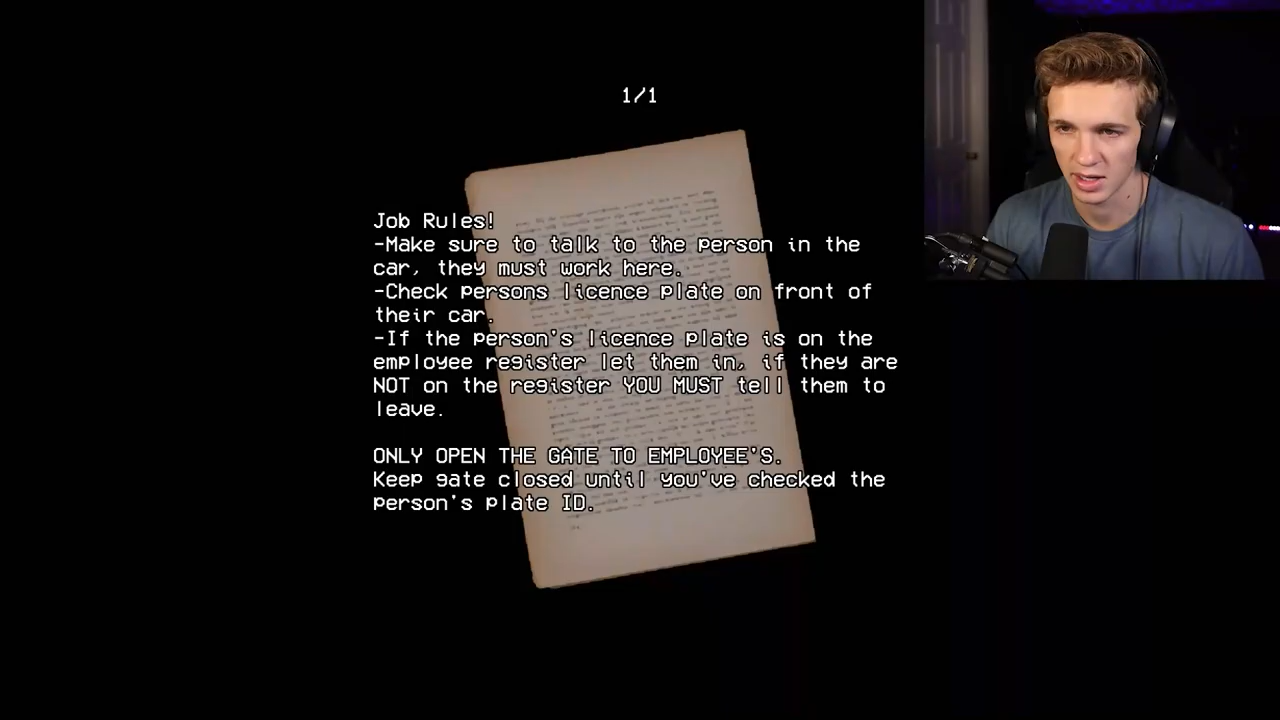 1/1
Job Rules!
-Make sure to talk to the person in the
car, they must work here.
-Check persons licence plate on front of
their car.
-If the person's licence plate is on the
employee register let them in, if they are
NOT on the register YOU MUST tell them to
leave.
ONLY OPEN THE GATE TO EMPLOYEE'S.
Keep gate closed until you've checked the
person's plate ID.